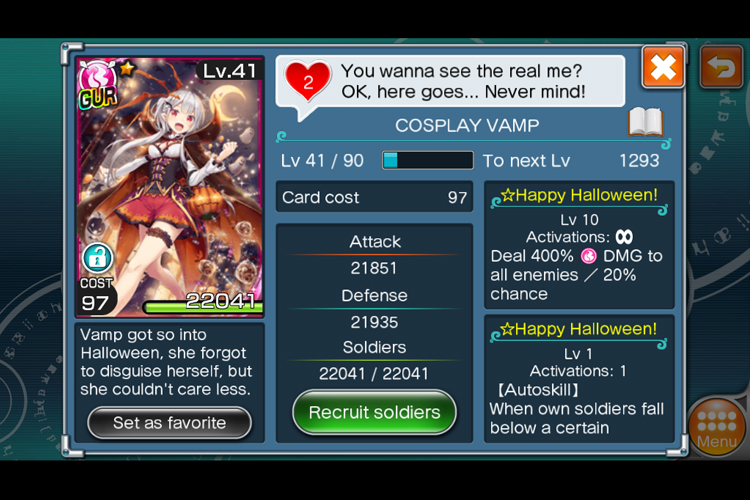 GUR
Lv.41
COST
97
22041
Vamp got so into
Halloween, she forgot
to disguise herself, but
she couldn't care less.
Set as favorite
2
You wanna see the real me?
OK, here goes... Never mind!
COSPLAY VAMP
Lv 41 / 90
To next Lv 1293
Card cost 97
Attack
21851
Defense
21935
Soldiers
22041 / 22041
Recruit soldiers
☆Happy Halloween!
Lv 10
Activations: ∞
Deal 400% DMG to
all enemies ／ 20%
chance
☆Happy Halloween!
Lv 1
Activations: 1
【Autoskill】
When own soldiers fall
below a certain
Menu